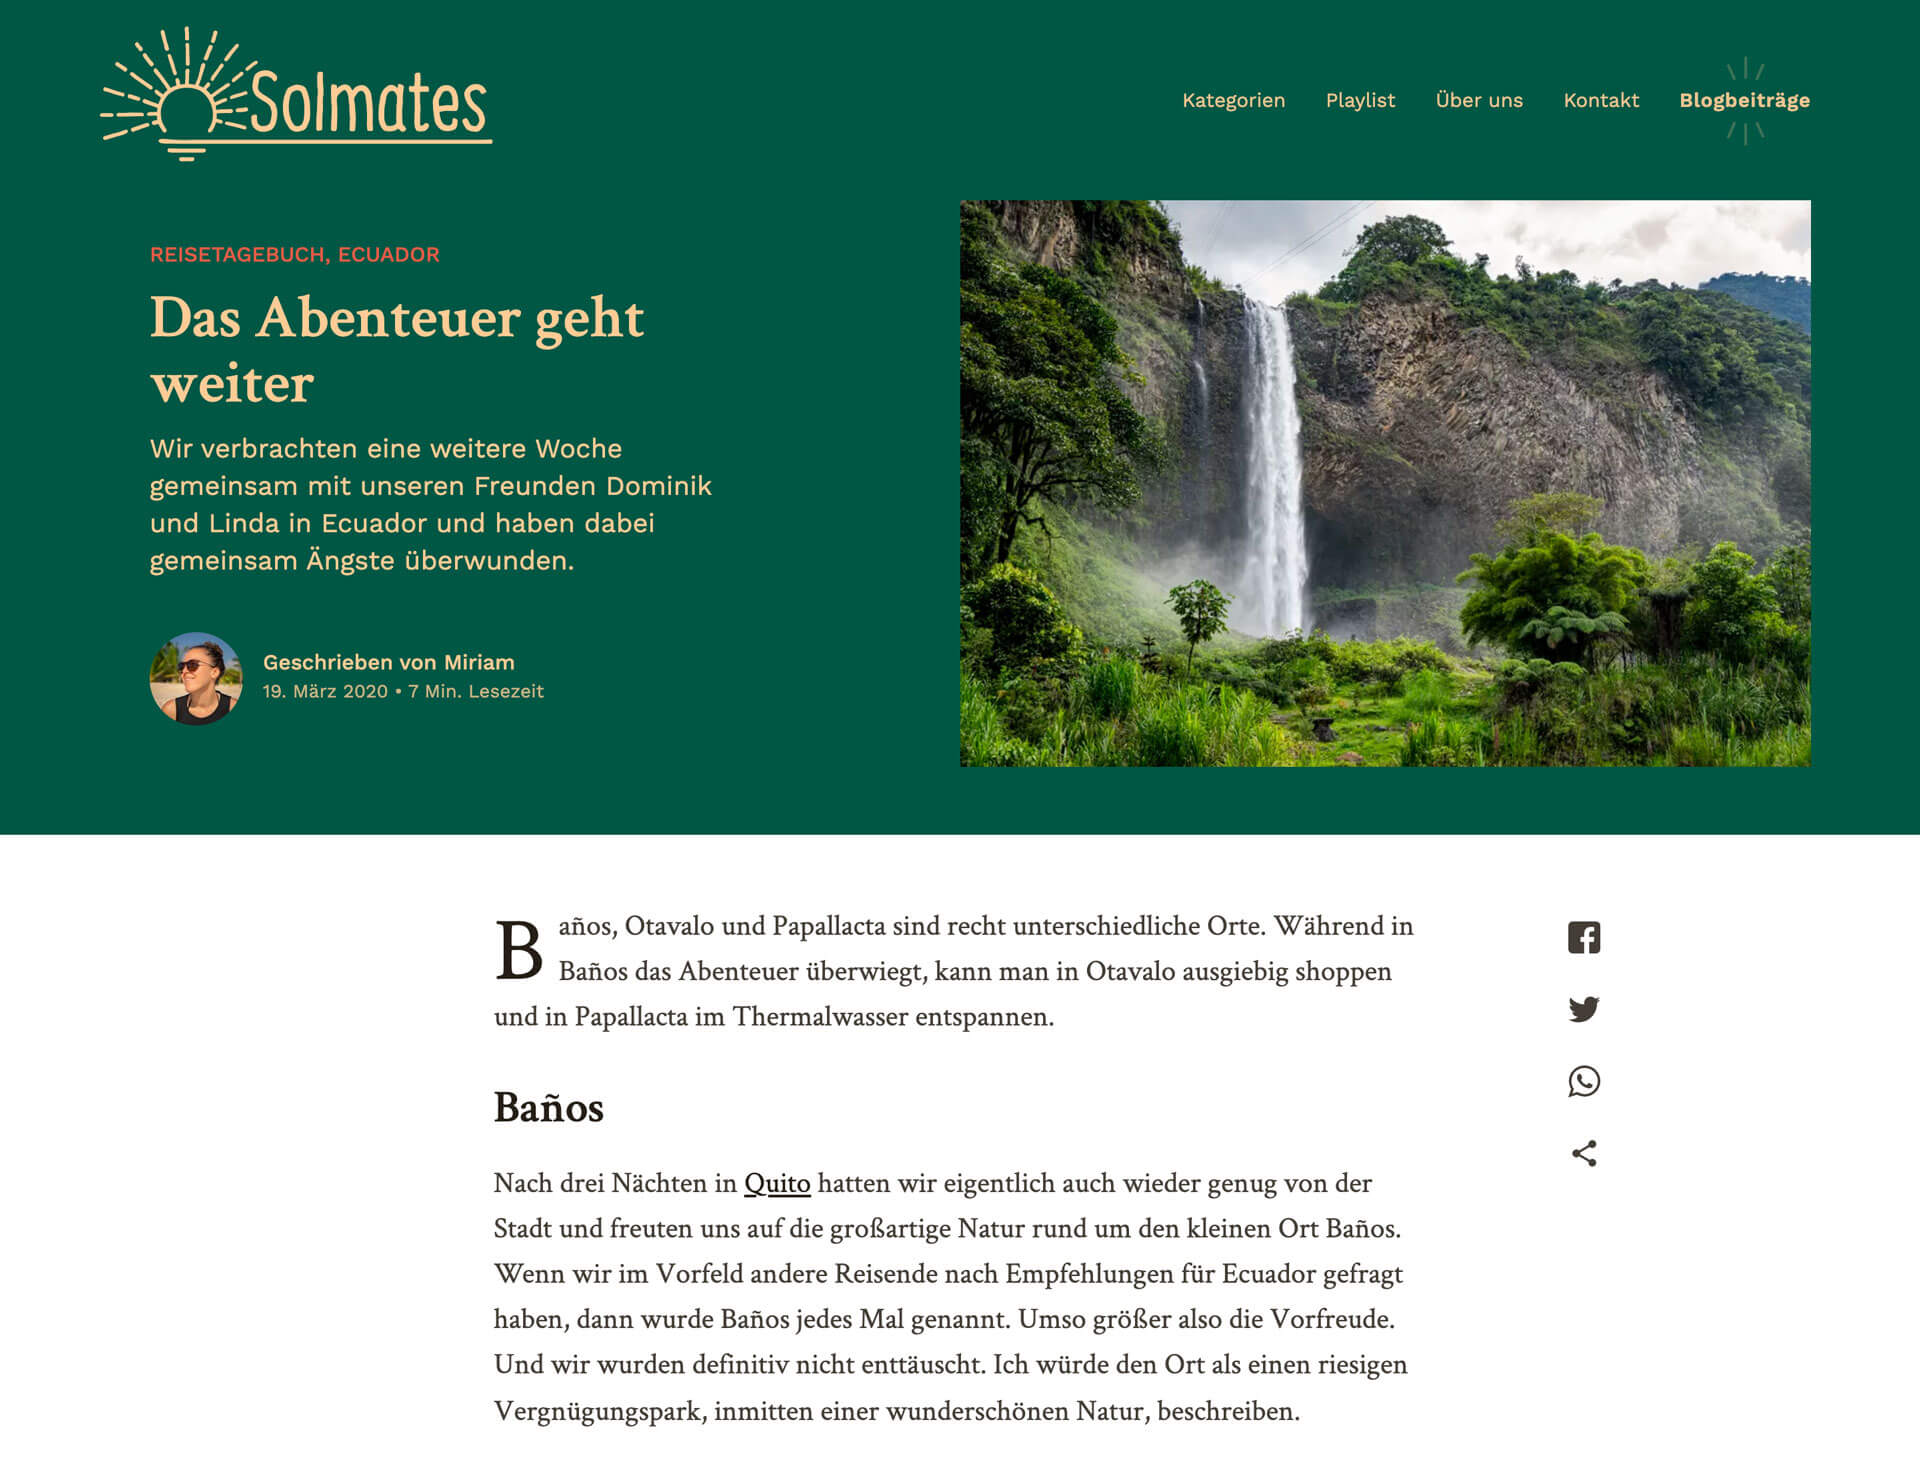 Solmates
Kategorien
Playlist
Über uns
Kontakt
Blogbeiträge
REISETAGEBUCH, ECUADOR
Das Abenteuer geht
weiter
Wir verbrachten eine weitere Woche
gemeinsam mit unseren Freunden Dominik
und Linda in Ecuador und haben dabei
gemeinsam Ängste überwunden.
Geschrieben von Miriam
19. März 2020 • 7 Min. Lesezeit
Baños, Otavalo und Papallacta sind recht unterschiedliche Orte. Während in
Baños das Abenteuer überwiegt, kann man in Otavalo ausgiebig shoppen
und in Papallacta im Thermalwasser entspannen.
Baños
Nach drei Nächten in Quito hatten wir eigentlich auch wieder genug von der
Stadt und freuten uns auf die großartige Natur rund um den kleinen Ort Baños.
Wenn wir im Vorfeld andere Reisende nach Empfehlungen für Ecuador gefragt
haben, dann wurde Baños jedes Mal genannt. Umso größer also die Vorfreude.
Und wir wurden definitiv nicht enttäuscht. Ich würde den Ort als einen riesigen
Vergnügungspark, inmitten einer wunderschönen Natur, beschreiben.